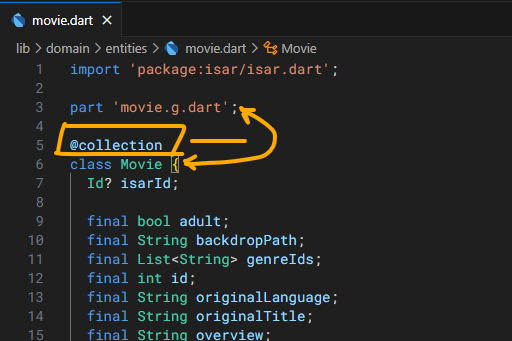 movie.dart
lib > domain > entities > movie.dart > Movie
1 import 'package:isar/isar.dart';
2
3 part 'movie.g.dart';
4
5 @collection
6 class Movie {
7 Id? isarId;
8
9 final bool adult;
10 final String backdropPath;
11 final List<String> genreIds;
12 final int id;
13 final String originalLanguage;
14 final String originalTitle;
15 final String overview;